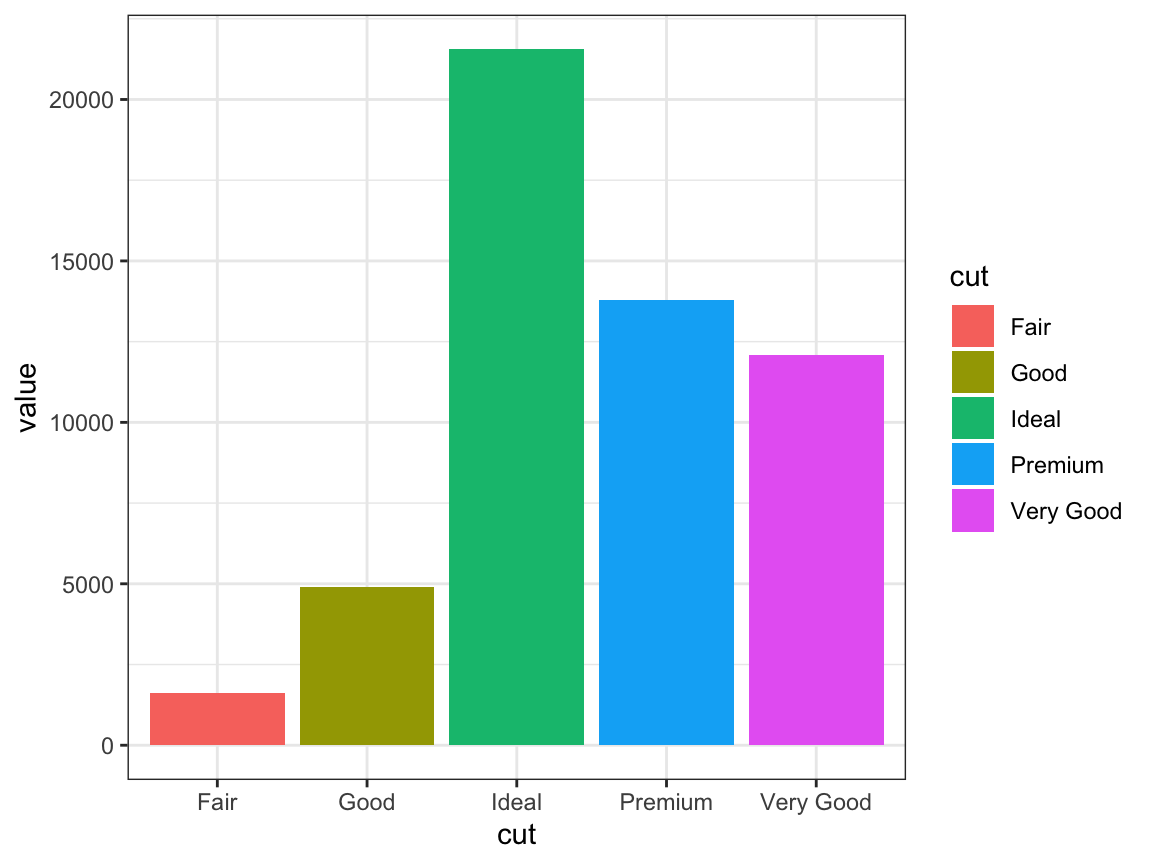 20000
15000
10000
5000
0
value
Fair
Good
Ideal
Premium
Very Good
cut
cut
Fair
Good
Ideal
Premium
Very Good